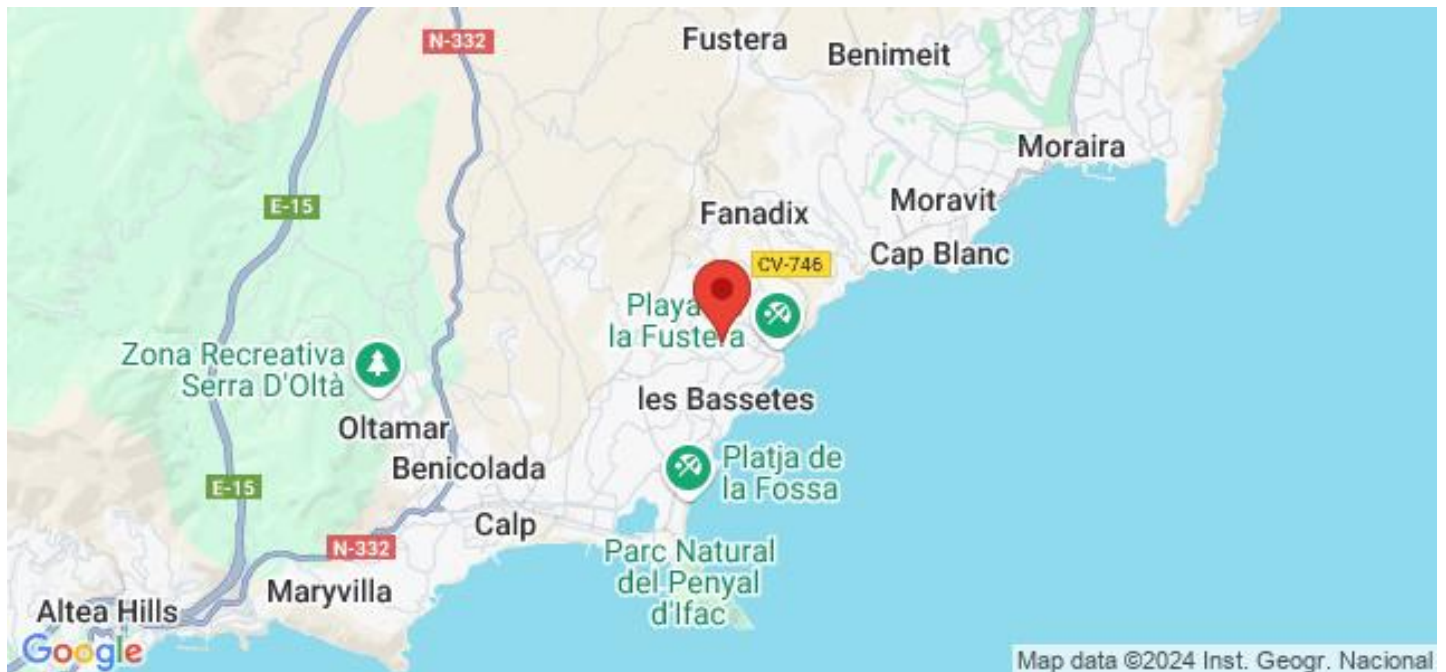 N-332
Fustera
Benimeit
Moraira
E-15
Moravit
Fanadix
Cap Blanc
CV-746
Playa
la Fustera
Zona Recreativa
Serra D'Oltà
les Bassetes
Oltamar
Benicolada
Platja de
la Fossa
E-15
Calp
N-332
Parc Natural
del Penyal
d'Ifac
Maryvilla
Altea Hills
Google
Map data ©2024 Inst. Geogr. Nacional